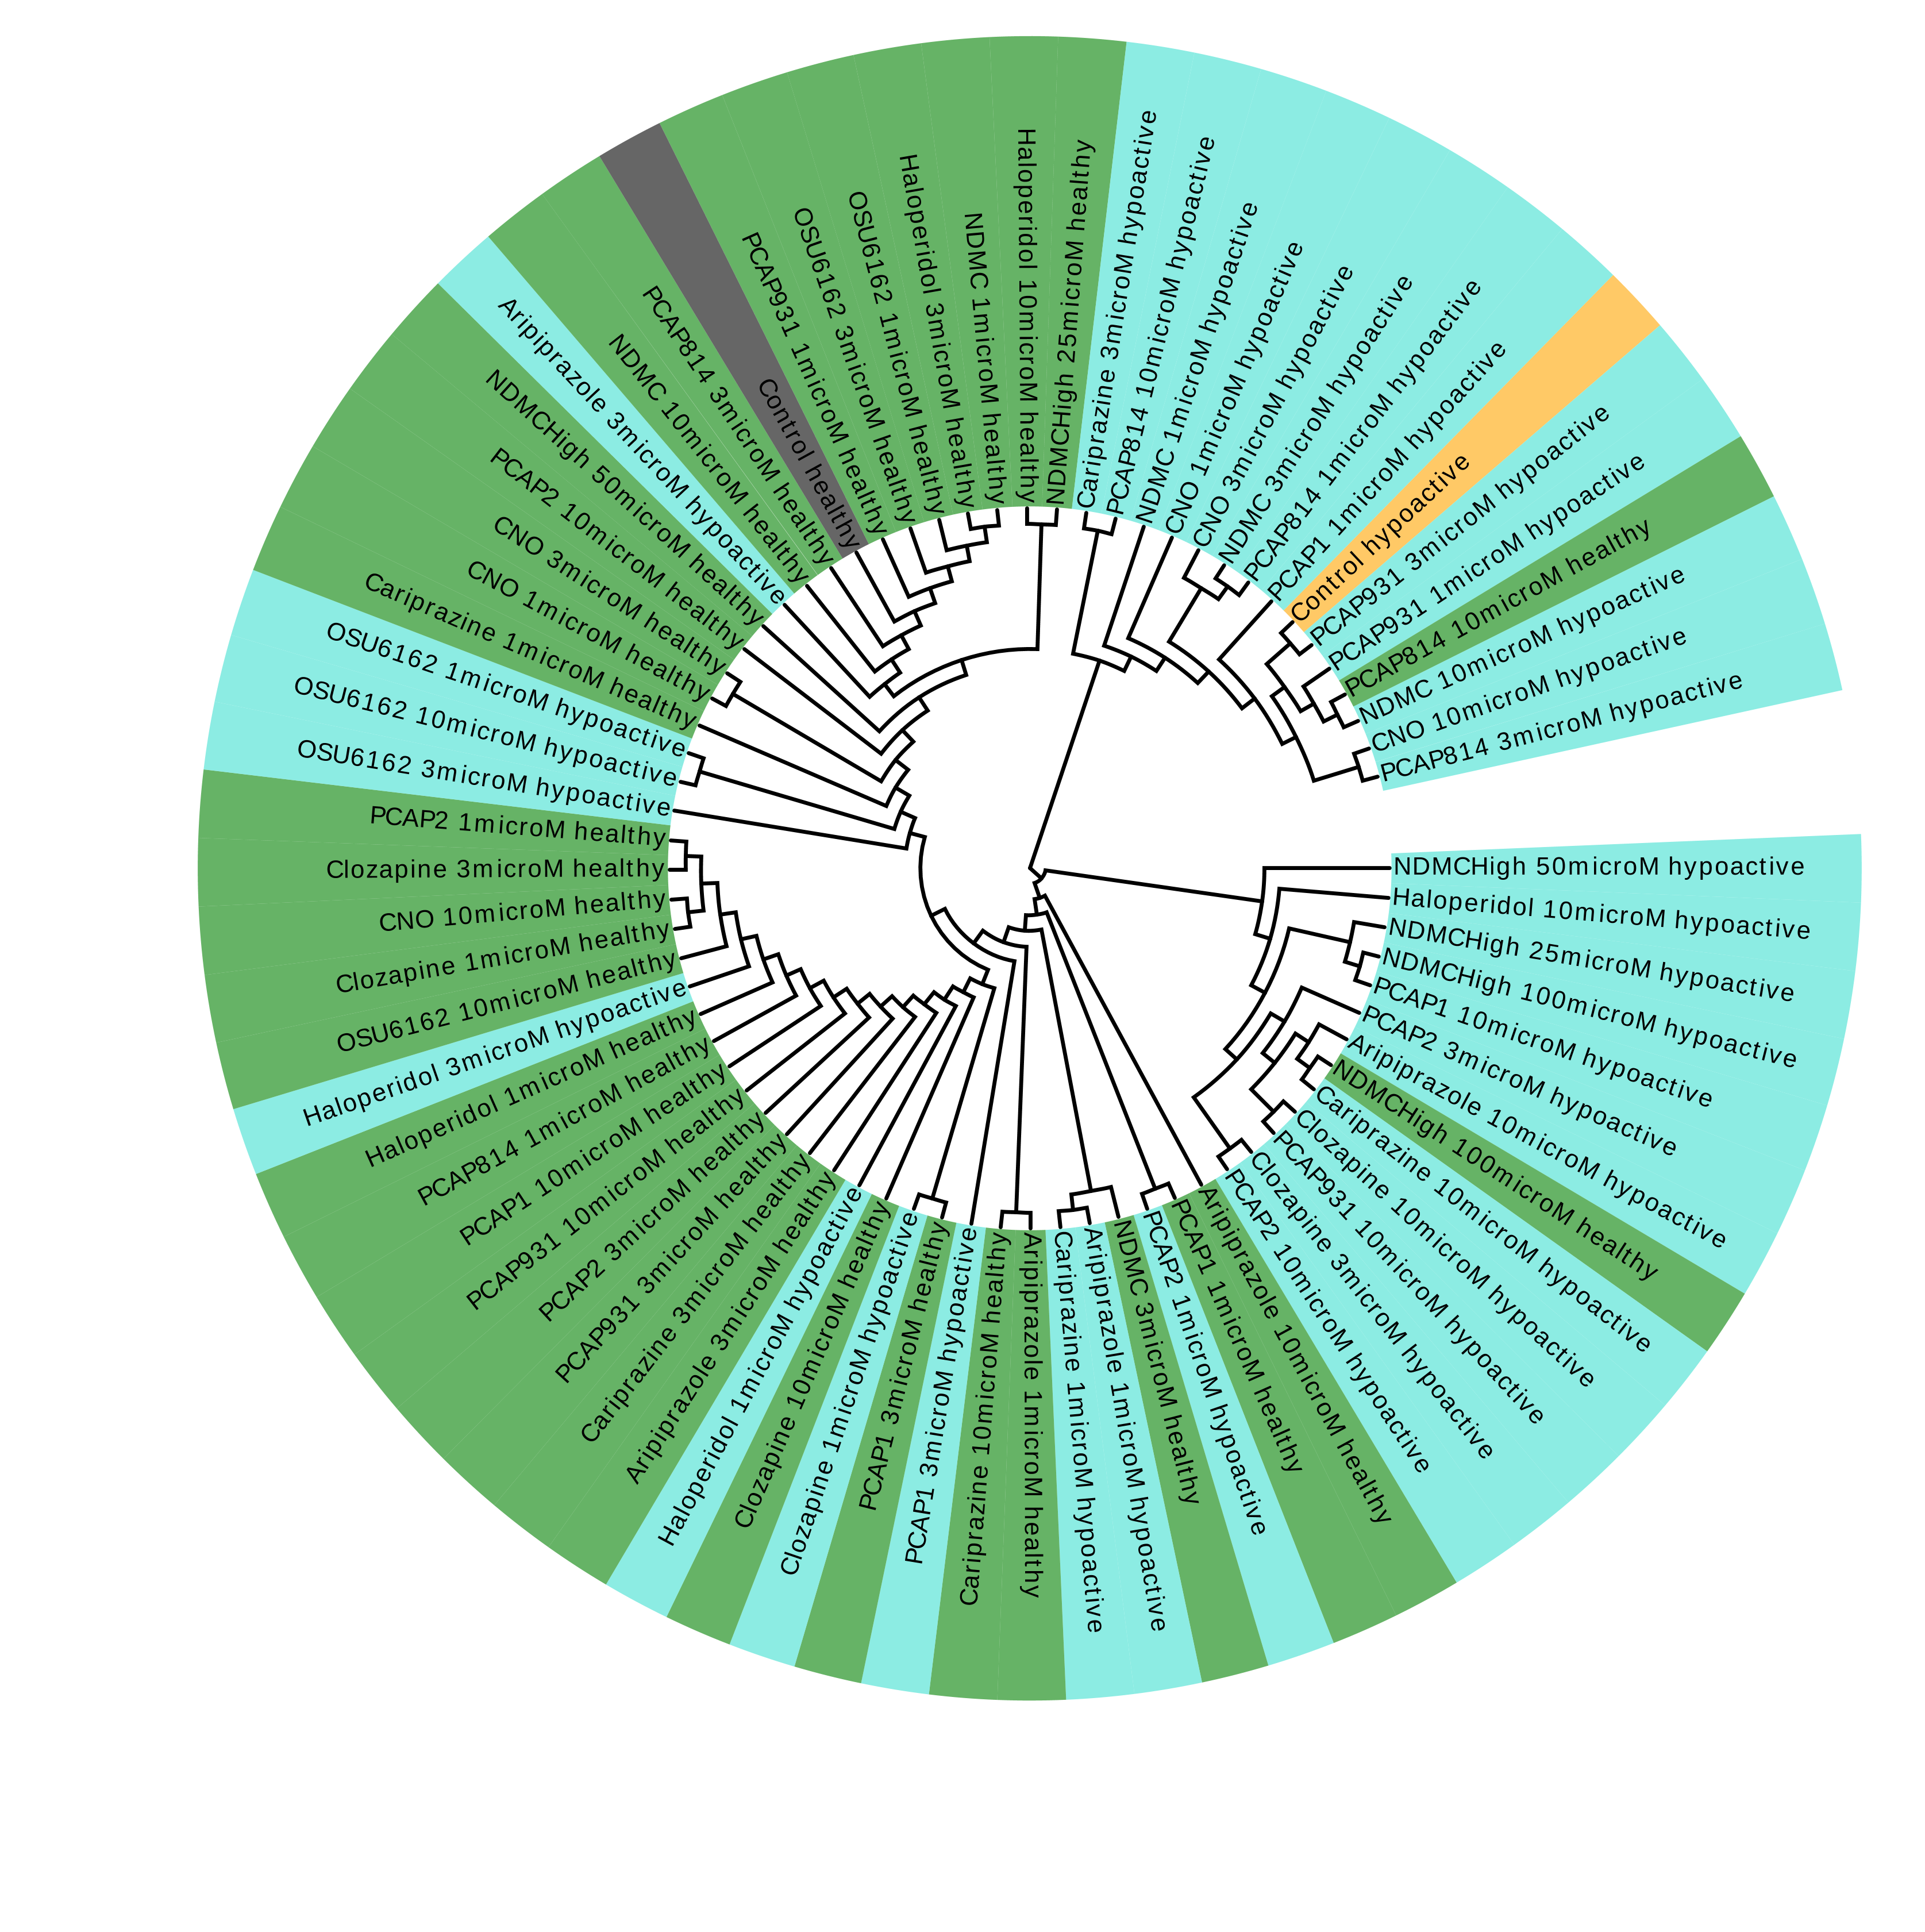 NDMCHigh 50microM hypoactive
Haloperidol 10microM hypoactive
NDMCHigh 25microM hypoactive
NDMCHigh 100microM hypoactive
PCAP1 10microM hypoactive
PCAP2 3microM hypoactive
Aripiprazole 10microM hypoactive
NDMCHigh 100microM healthy
Cariprazine 10microM hypoactive
Clozapine 10microM hypoactive
PCAP931 10microM hypoactive
Clozapine 3microM hypoactive
PCAP2 10microM hypoactive
Aripiprazole 10microM healthy
PCAP1 1microM healthy
PCAP2 1microM hypoactive
NDMC 3microM healthy
Aripiprazole 1microM hypoactive
Cariprazine 1microM hypoactive
Aripiprazole 1microM healthy
Cariprazine 10microM healthy
PCAP1 3microM hypoactive
PCAP1 3microM healthy
Clozapine 1microM hypoactive
Clozapine 10microM healthy
Haloperidol 1microM hypoactive
Aripiprazole 3microM healthy
Cariprazine 3microM healthy
PCAP931 3microM healthy
PCAP2 3microM healthy
PCAP931 10microM healthy
PCAP1 10microM healthy
PCAP814 1microM healthy
Haloperidol 1microM healthy
Haloperidol 3microM hypoactive
OSU6162 10microM healthy
Clozapine 1microM healthy
CNO 10microM healthy
Clozapine 3microM healthy
PCAP2 1microM healthy
OSU6162 3microM hypoactive
OSU6162 10microM hypoactive
OSU6162 1microM hypoactive
Cariprazine 1microM healthy
CNO 1microM healthy
CNO 3microM healthy
PCAP2 10microM healthy
NDMCHigh 50microM healthy
Aripiprazole 3microM hypoactive
NDMC 10microM healthy
PCAP814 3microM healthy
Control healthy
PCAP931 1microM healthy
OSU6162 3microM healthy
OSU6162 1microM healthy
Haloperidol 3microM healthy
NDMC 1microM healthy
Haloperidol 10microM healthy
NDMCHigh 25microM healthy
Cariprazine 3microM hypoactive
PCAP814 10microM hypoactive
NDMC 1microM hypoactive
CNO 1microM hypoactive
CNO 3microM hypoactive
NDMC 3microM hypoactive
PCAP814 1microM hypoactive
PCAP1 1microM hypoactive
Control hypoactive
PCAP931 3microM hypoactive
PCAP931 1microM hypoactive
PCAP814 10microM healthy
NDMC 10microM hypoactive
CNO 10microM hypoactive
PCAP814 3microM hypoactive